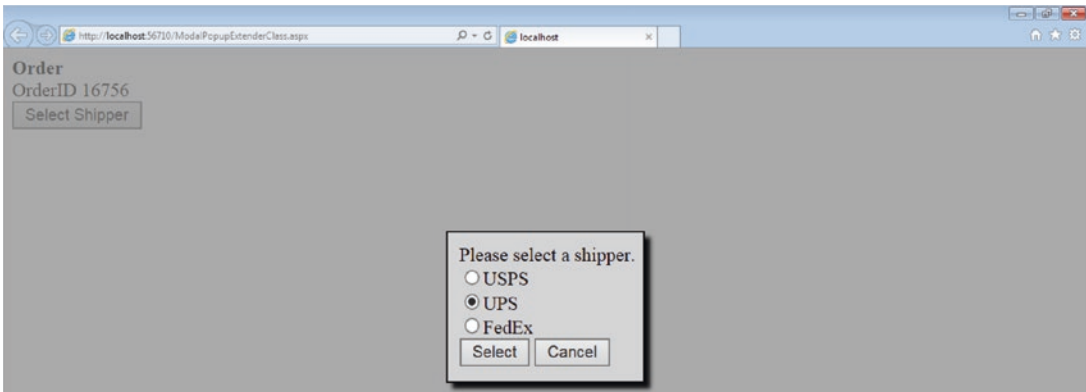 http://localhost:56710/ModalPopupExtenderClass.aspx
localhost
Order
OrderID 16756
Select Shipper
Please select a shipper.
USPS
UPS
FedEx
Select Cancel